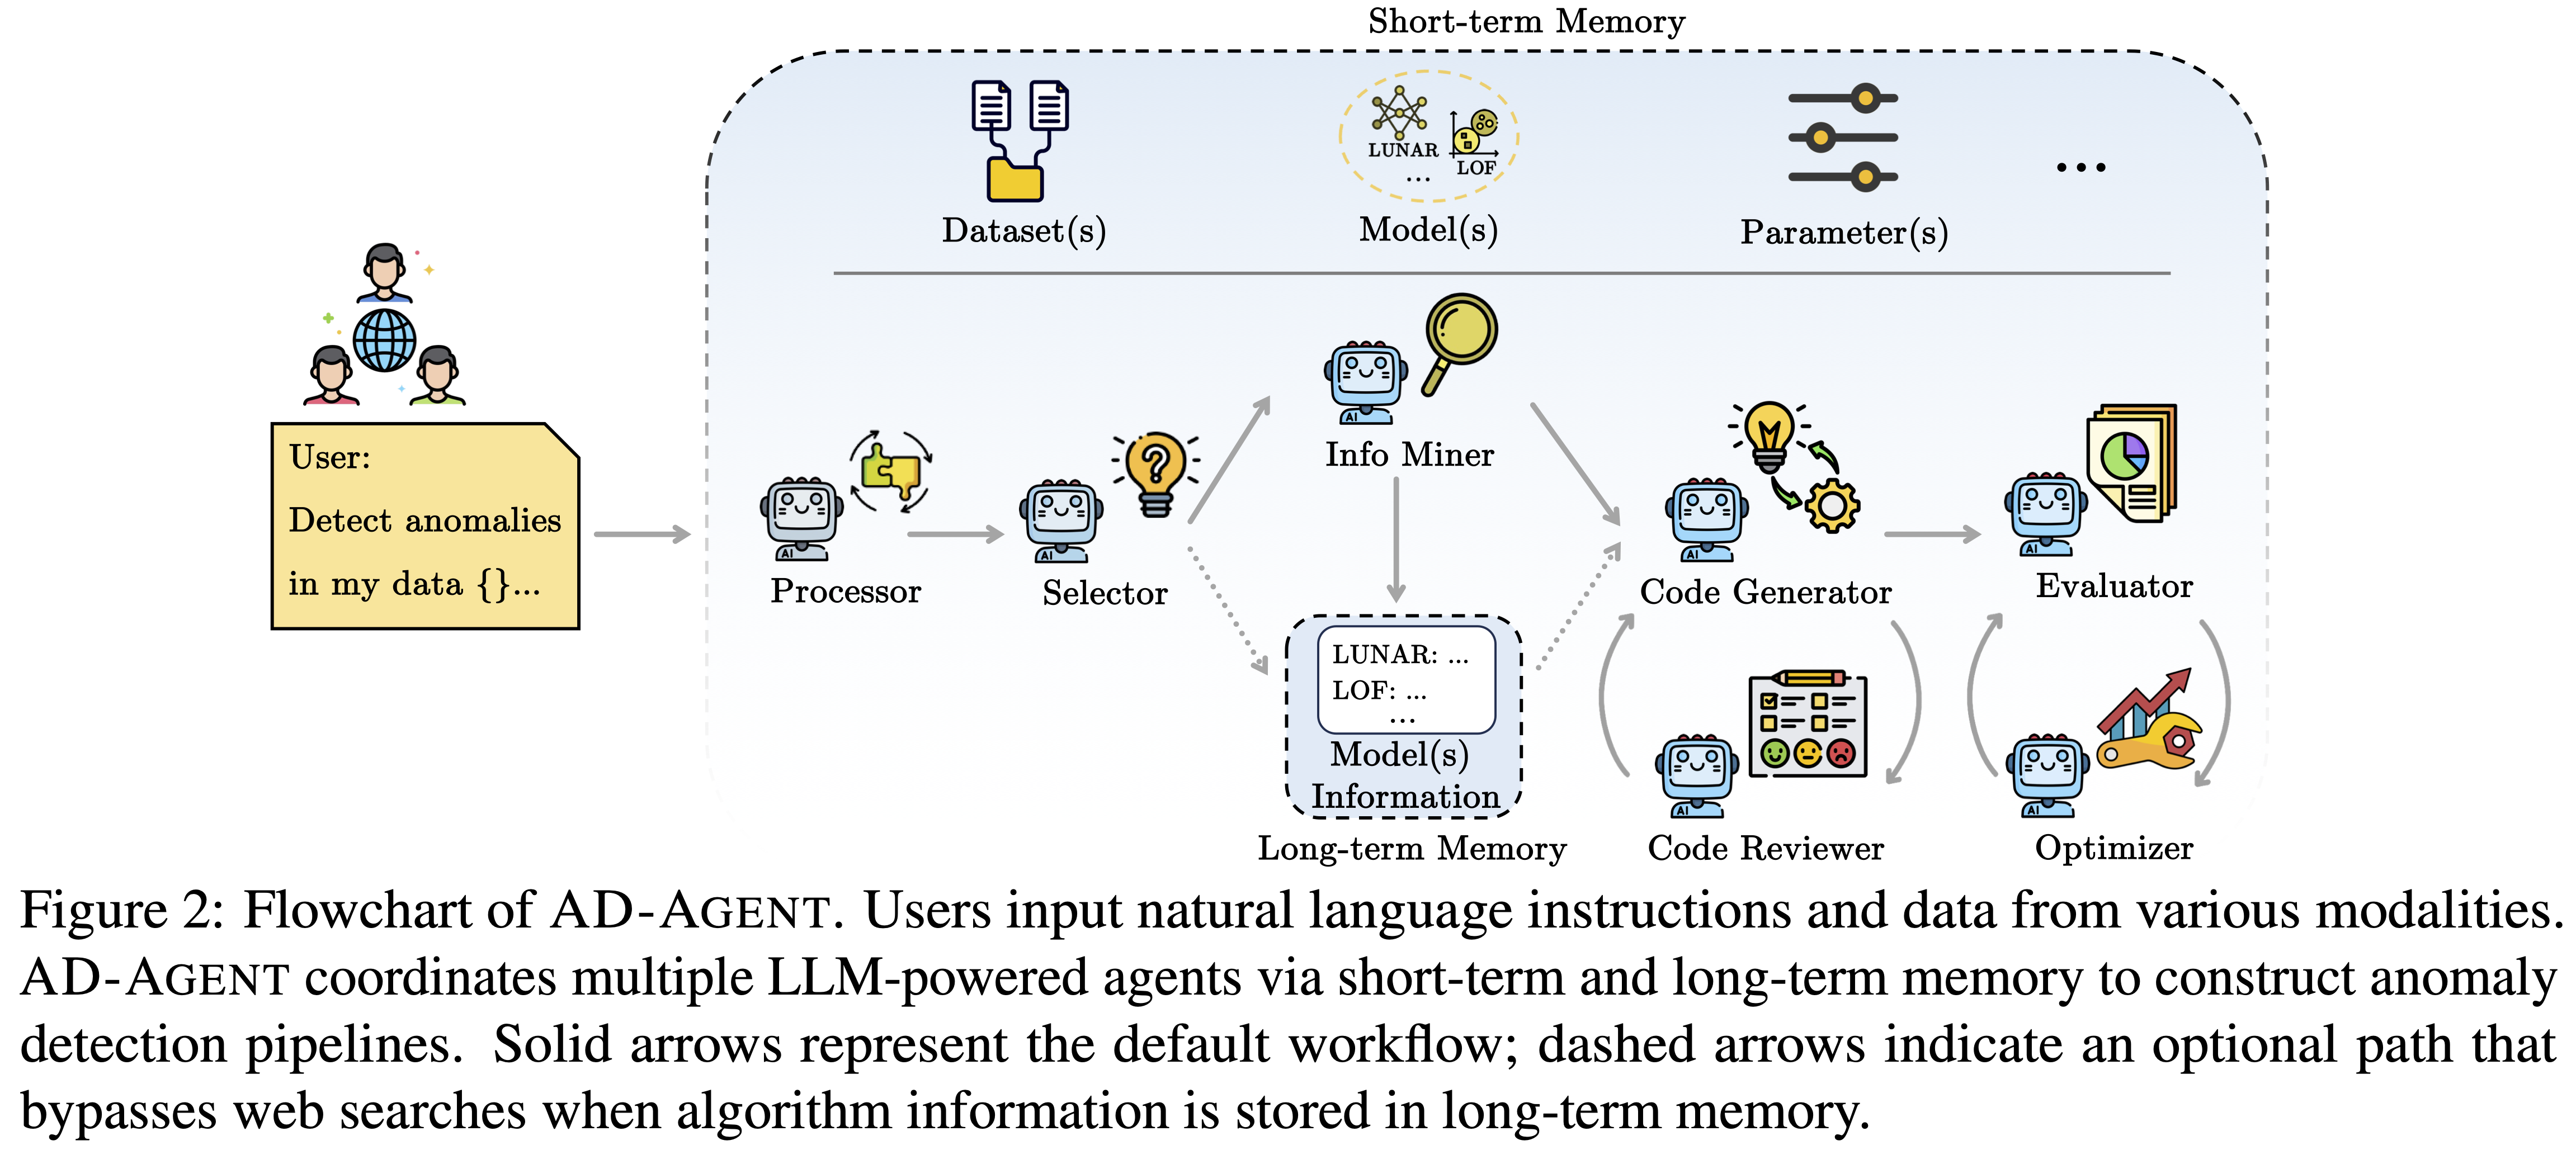 Short-term Memory
LUNAR
LOF
...
...
Dataset(s)
Model(s)
Parameter(s)
User:
Detect anomalies
in my data {}...
AI
Info Miner
AI
Processor
AI
Selector
AI
Code Generator
AI
Evaluator
LUNAR: ...
LOF: ...
...
Model(s)
Information
Long-term Memory
AI
Code Reviewer
AI
Optimizer
Figure 2: Flowchart of AD-AGENT. Users input natural language instructions and data from various modalities.
AD-AGENT coordinates multiple LLM-powered agents via short-term and long-term memory to construct anomaly
detection pipelines. Solid arrows represent the default workflow; dashed arrows indicate an optional path that
bypasses web searches when algorithm information is stored in long-term memory.